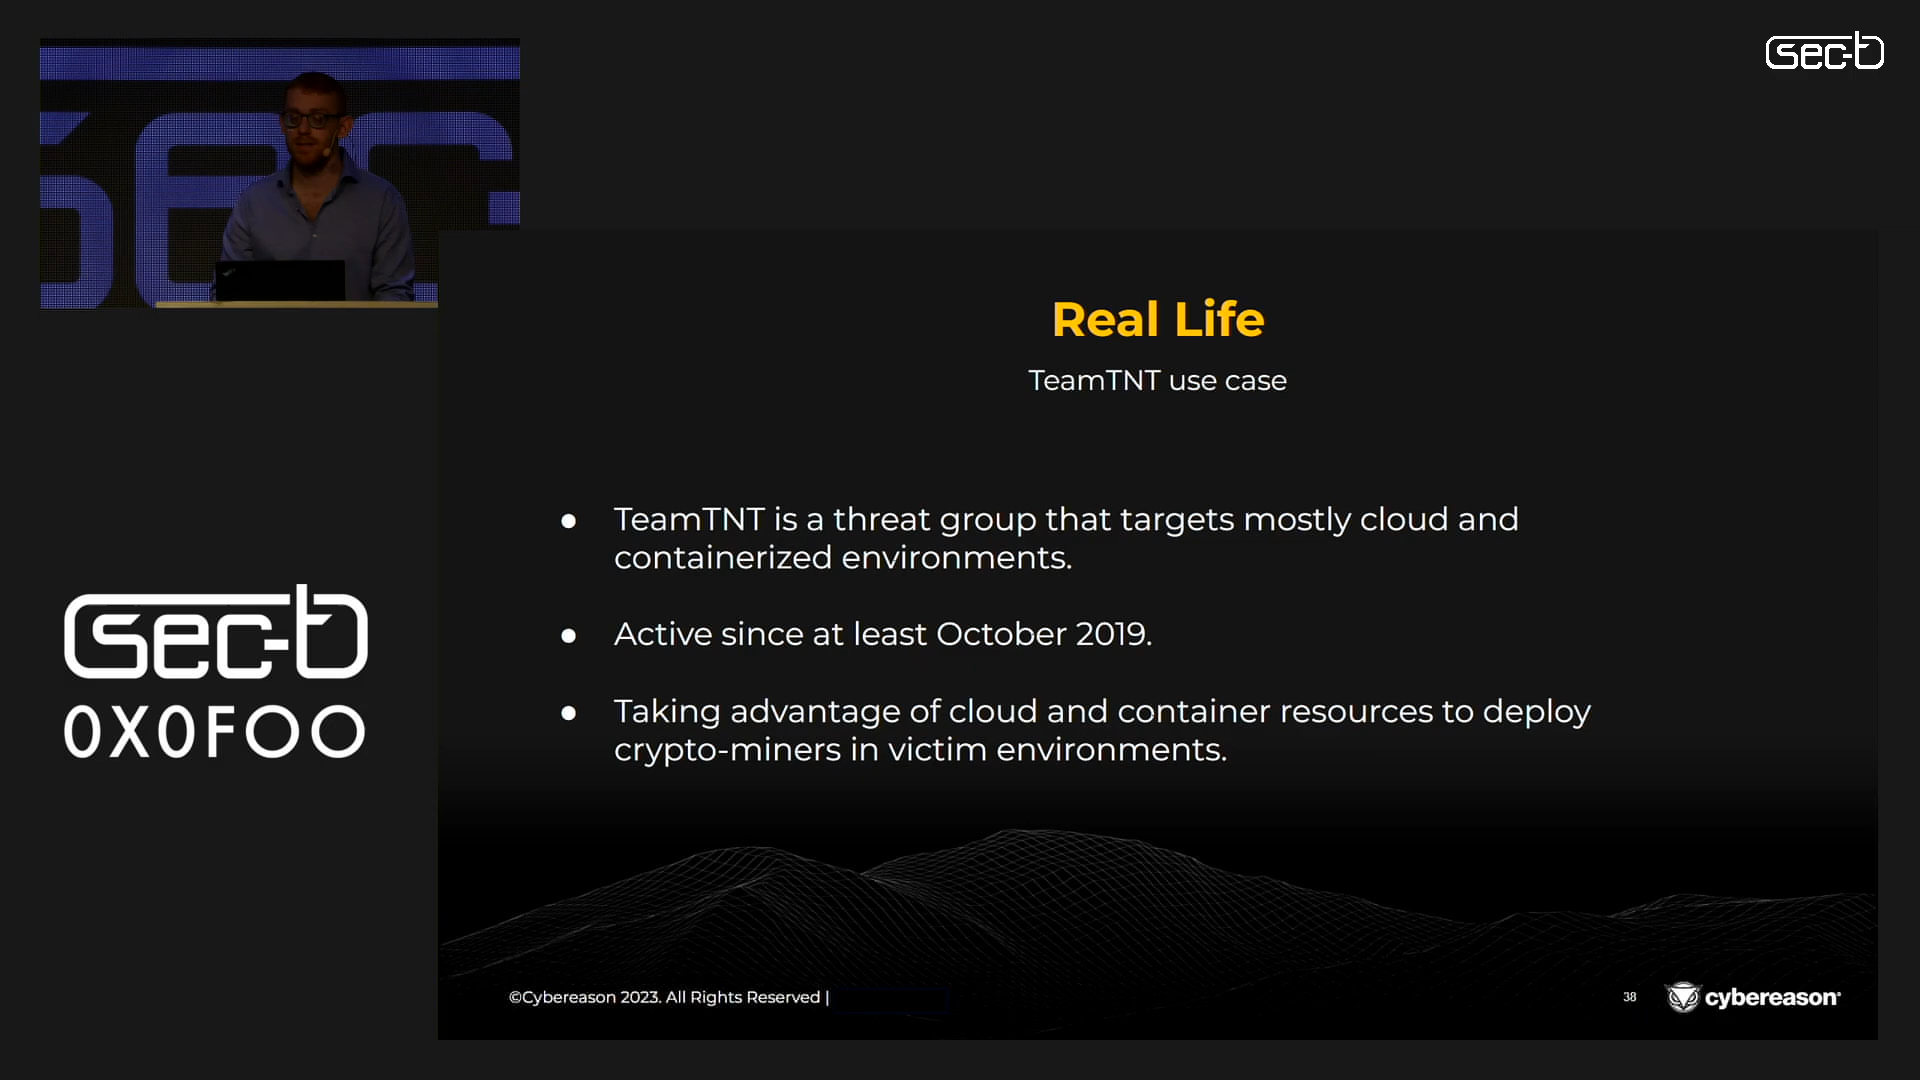 sec-t
sec
Real Life
TeamTNT use case
● TeamTNT is a threat group that targets mostly cloud and
containerized environments.
● Active since at least October 2019.
● Taking advantage of cloud and container resources to deploy
crypto-miners in victim environments.
sec-t
0X0FOO
©Cybereason 2023. All Rights Reserved |
38
cybereason®